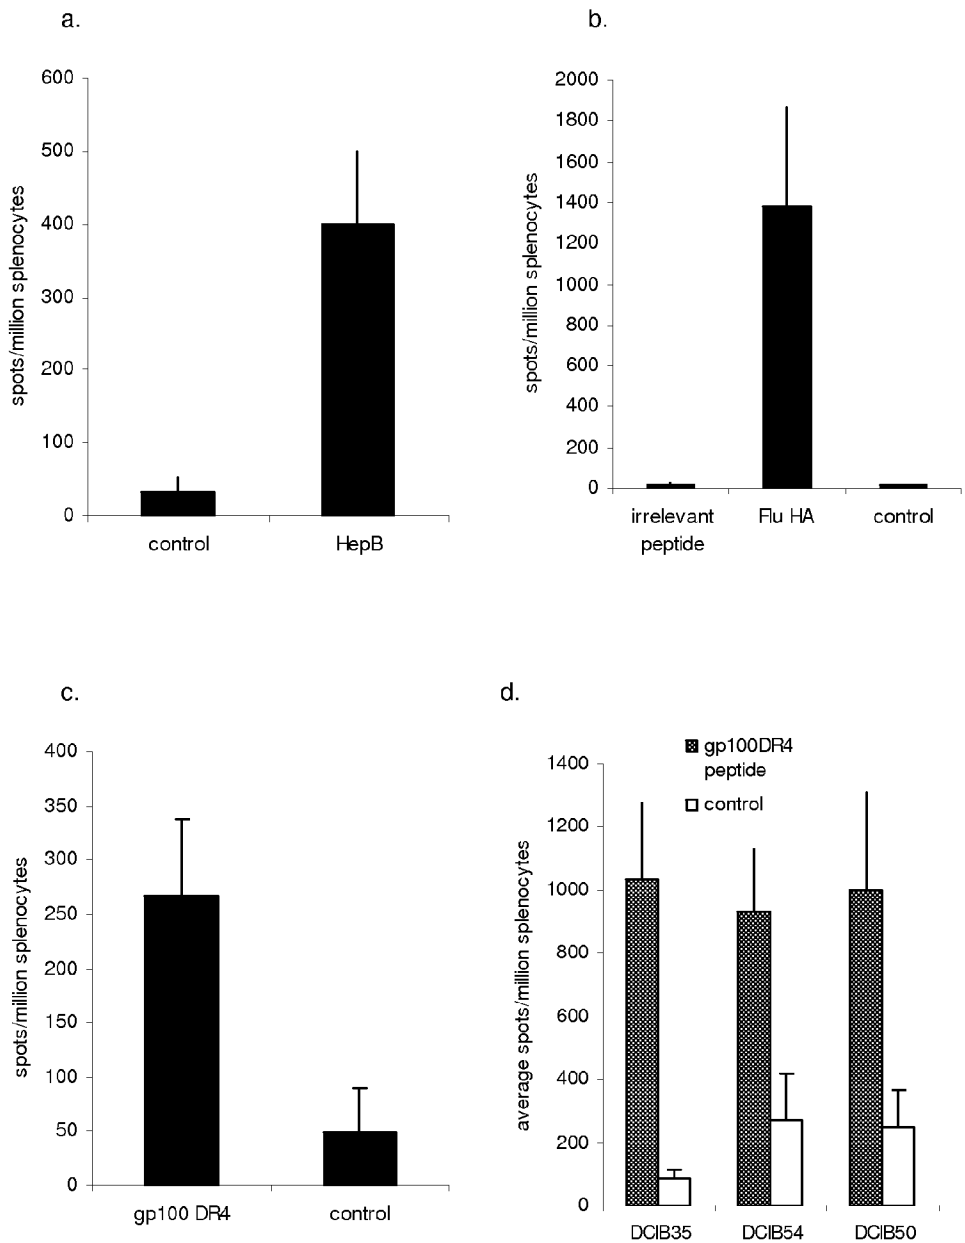 a.
600
500
400
300
200
100
0
spots/million splenocytes
control
HepB
b.
2000
1800
1600
1400
1200
1000
800
600
400
200
0
spots/million splenocytes
irrelevant
peptide
Flu HA
control
c.
400
350
300
250
200
150
100
50
0
spots/million splenocytes
gp100 DR4
control
d.
gp100DR4
peptide
control
1400
1200
1000
800
600
400
200
0
average spots/million splenocytes
DCIB35
DCIB54
DCIB50